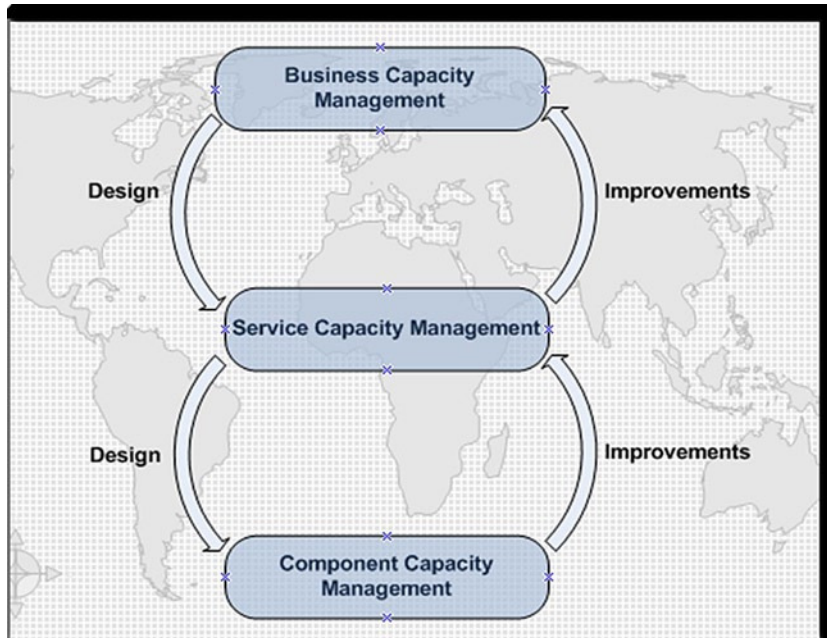 Business Capacity
Management
Design
Improvements
Service Capacity Management
Design
Improvements
Component Capacity
Management